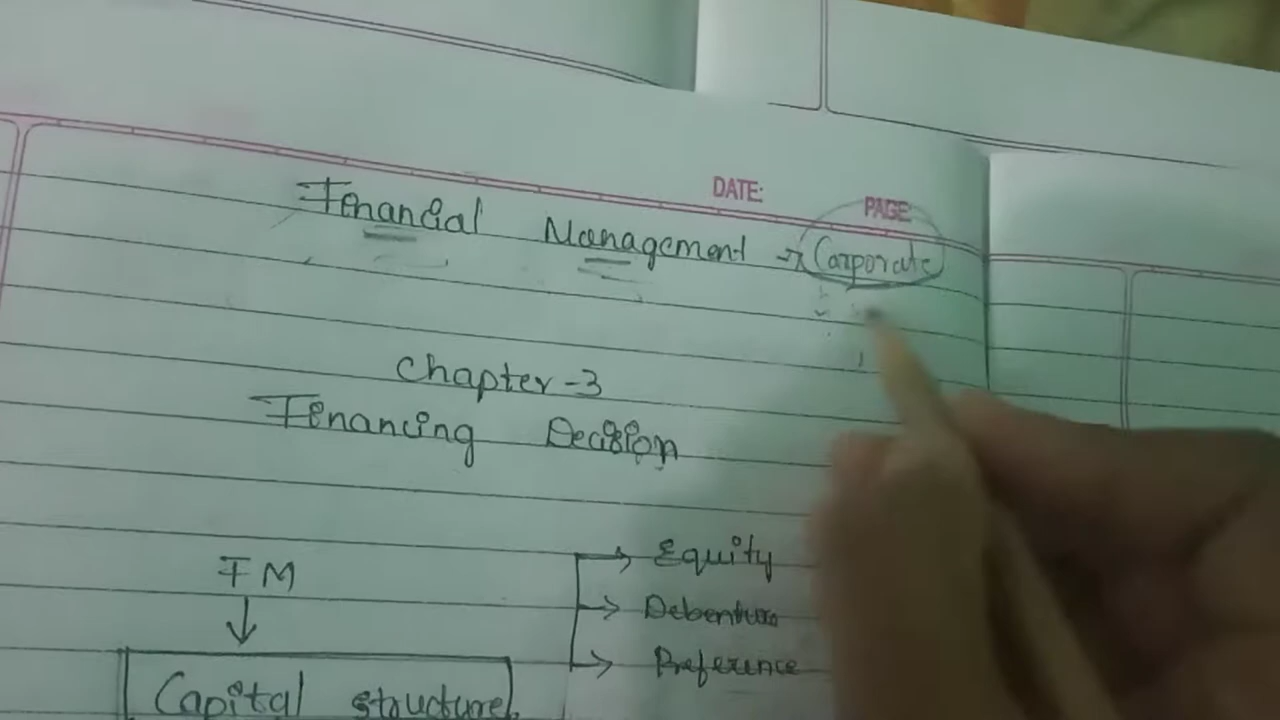 DATE:
PAGE:
Financial Management → Corporate
Chapter-3
Financing Decision
FM
↓
→ Equity
→ Debenture
→ Preference
Capital structure